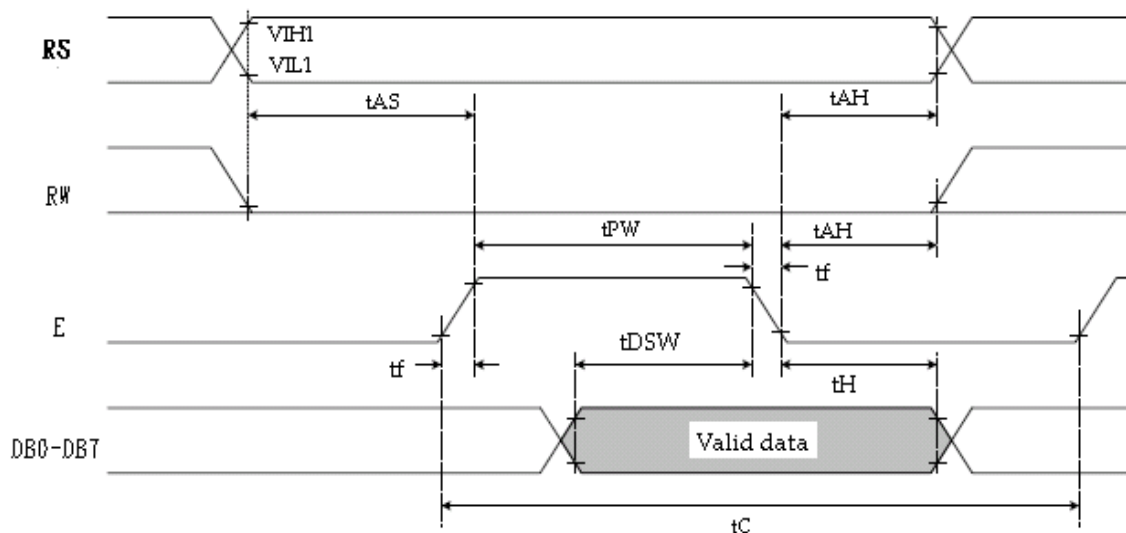 RS
VIH1
VIL1
tAS
tAH
RW
tPW
tAH
tf
E
tDSW
tf
tH
DB0-DB7
Valid data
tC